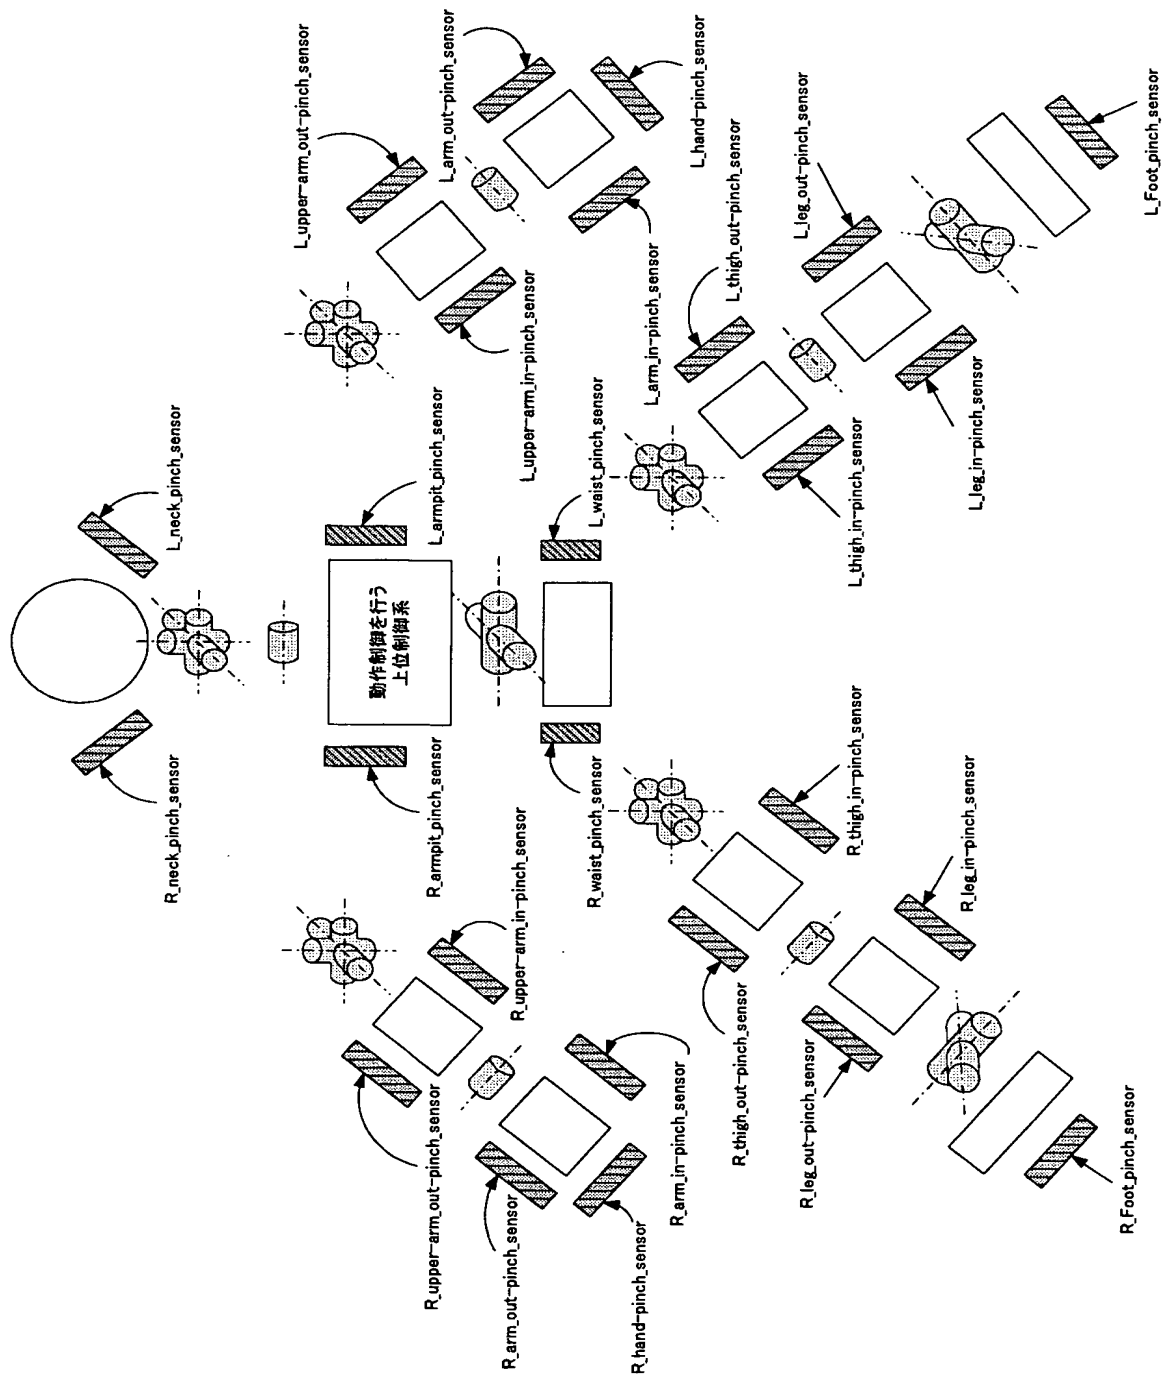 L_neck_pinch_sensor
R_neck_pinch_sensor
L_armpit_pinch_sensor
R_armpit_pinch_sensor
動作制御を行う
上位制御系
L_waist_pinch_sensor
R_waist_pinch_sensor
L_upper-arm_out-pinch_sensor
L_upper-arm_in-pinch_sensor
L_arm_out-pinch_sensor
L_arm_in-pinch_sensor
L_hand-pinch_sensor
L_thigh_out-pinch_sensor
L_thigh_in-pinch_sensor
L_leg_out-pinch_sensor
L_leg_in-pinch_sensor
L_Foot_pinch_sensor
R_upper-arm_in-pinch_sensor
R_upper-arm_out-pinch_sensor
R_arm_out-pinch_sensor
R_arm_in-pinch_sensor
R_hand-pinch_sensor
R_thigh_in-pinch_sensor
R_thigh_out-pinch_sensor
R_leg_in-pinch_sensor
R_leg_out-pinch_sensor
R_Foot_pinch_sensor